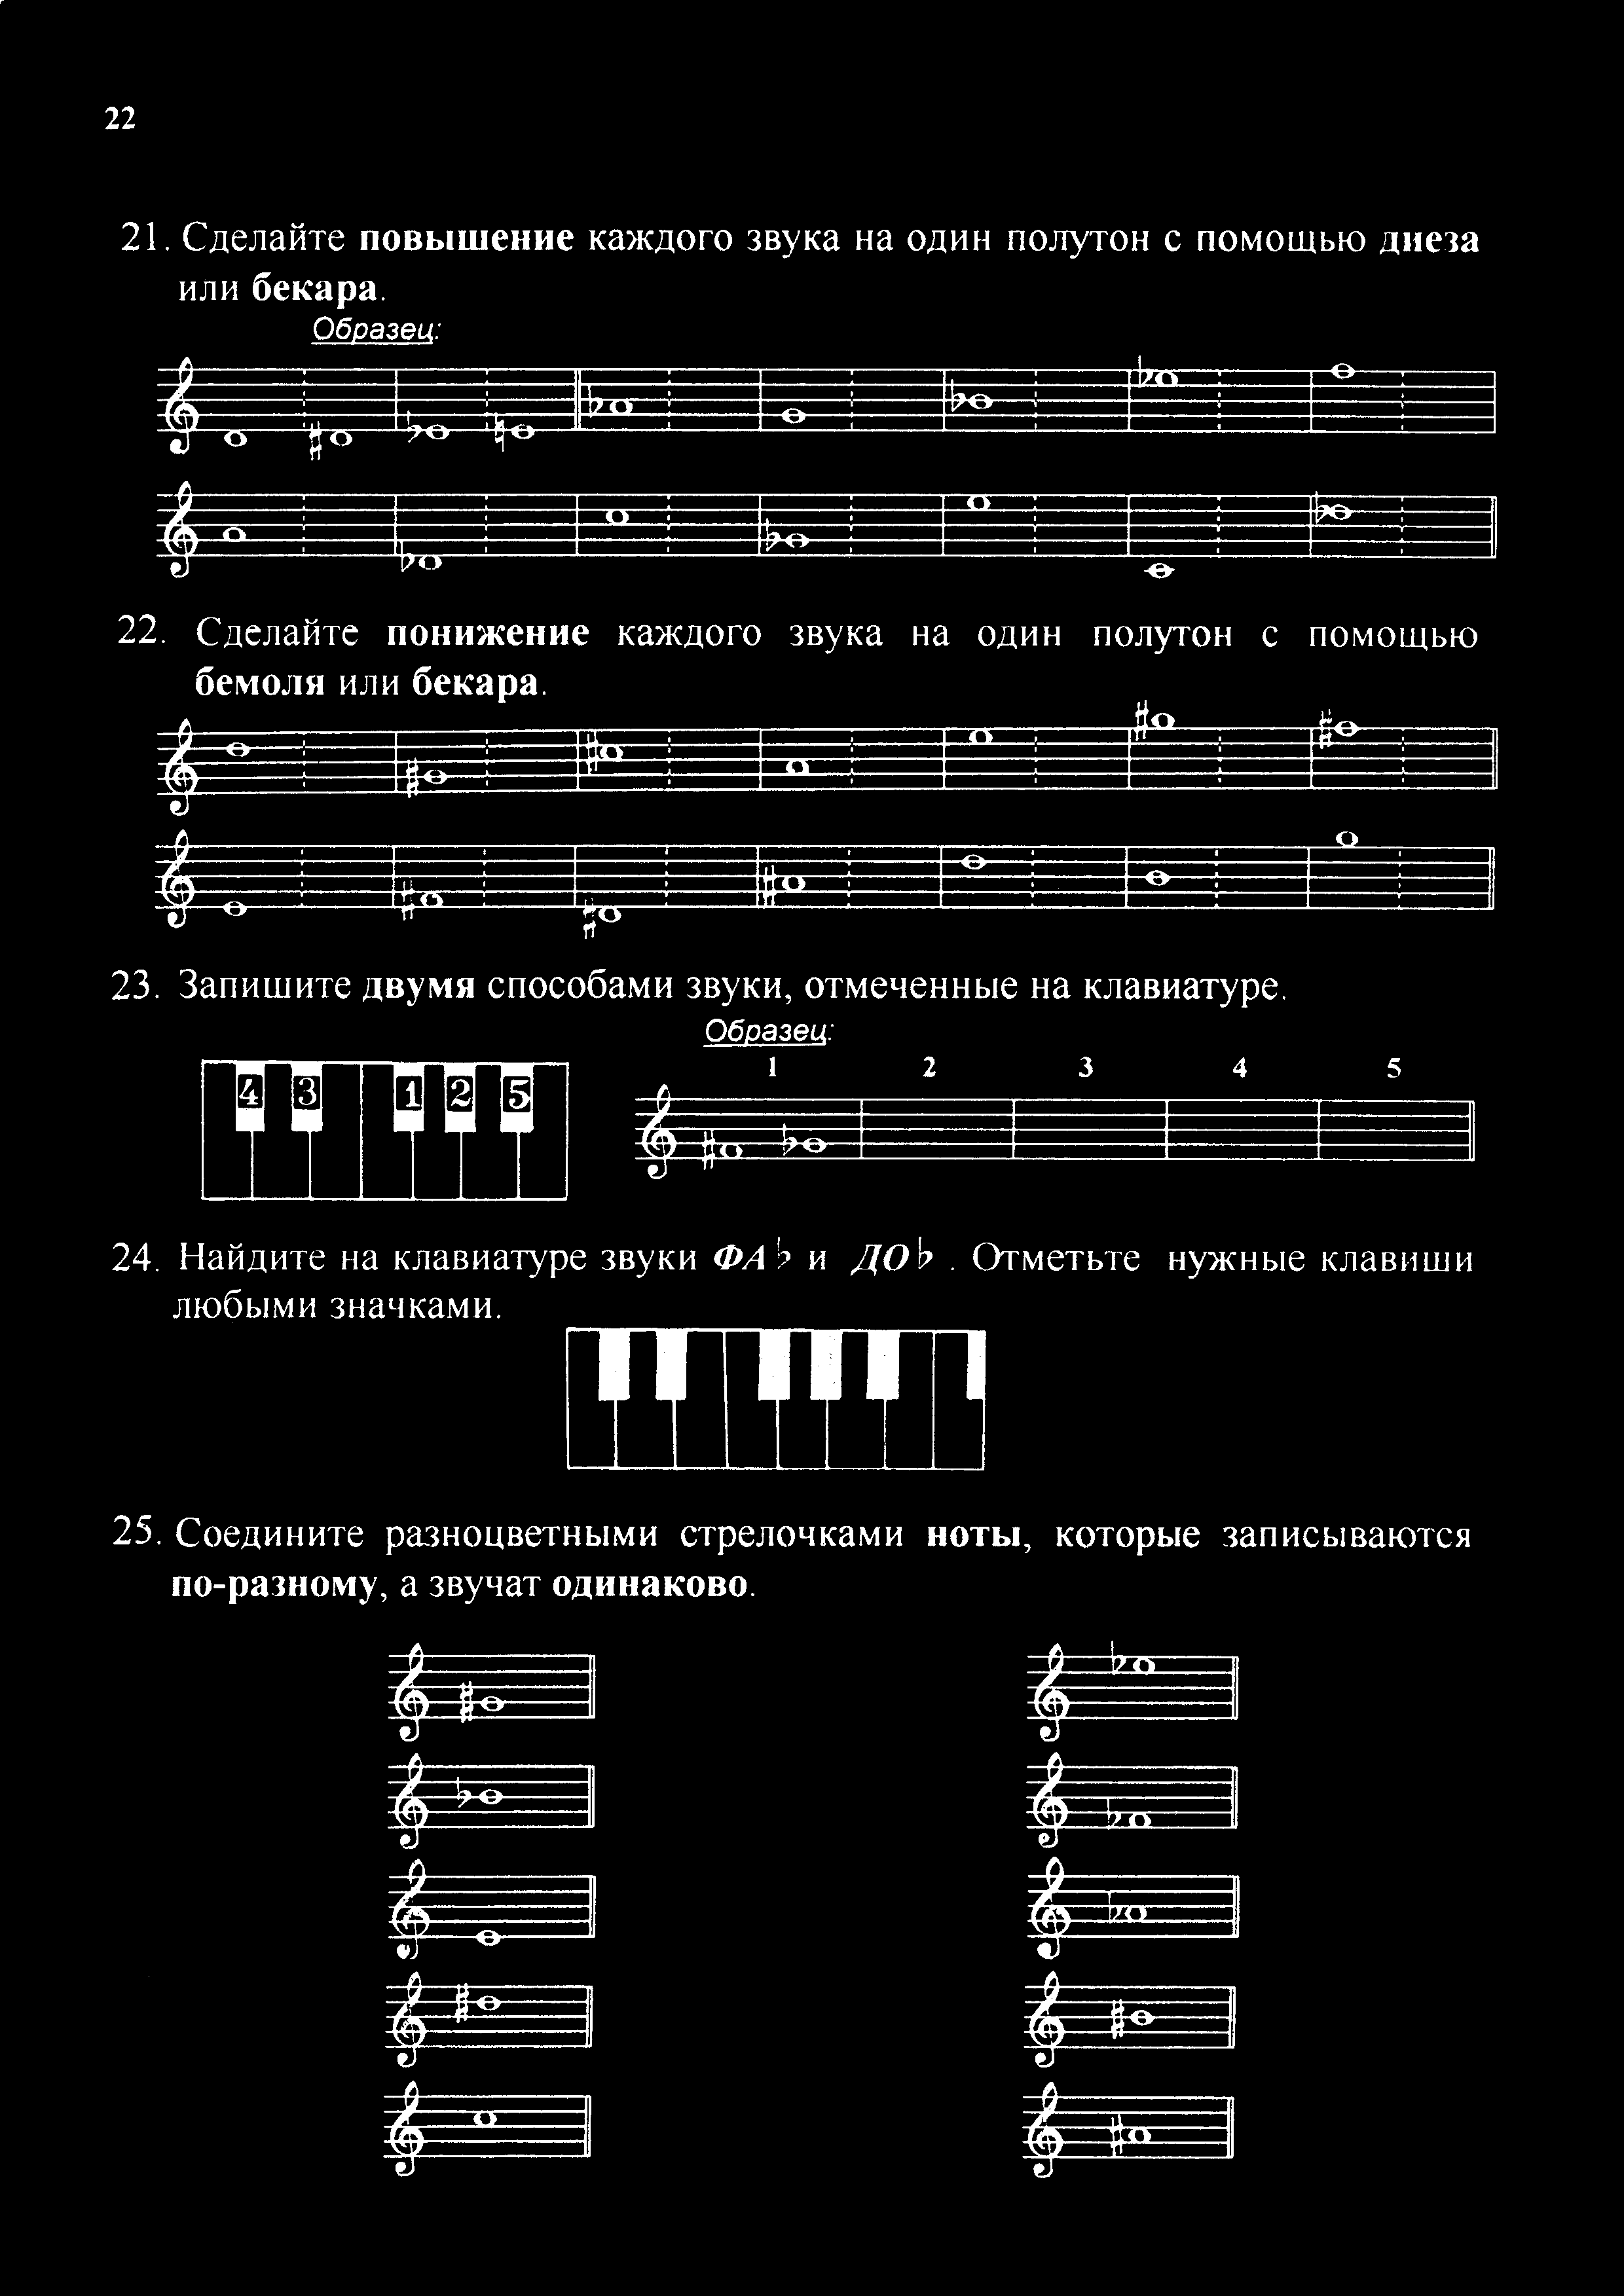 22
21. Сделайте повышение каждого звука на один полутон с помощью диеза
или бекара.
Образец:
22. Сделайте понижение каждого звука на один полутон с помощью
бемоля или бекара.
23. Запишите двумя способами звуки, отмеченные на клавиатуре.
Образец:
1 2 3 4 5
4 3 1 2 5
24. Найдите на клавиатуре звуки ФА♭ и ДО♭. Отметьте нужные клавиши
любыми значками.
25. Соедините разноцветными стрелочками ноты, которые записываются
по-разному, а звучат одинаково.